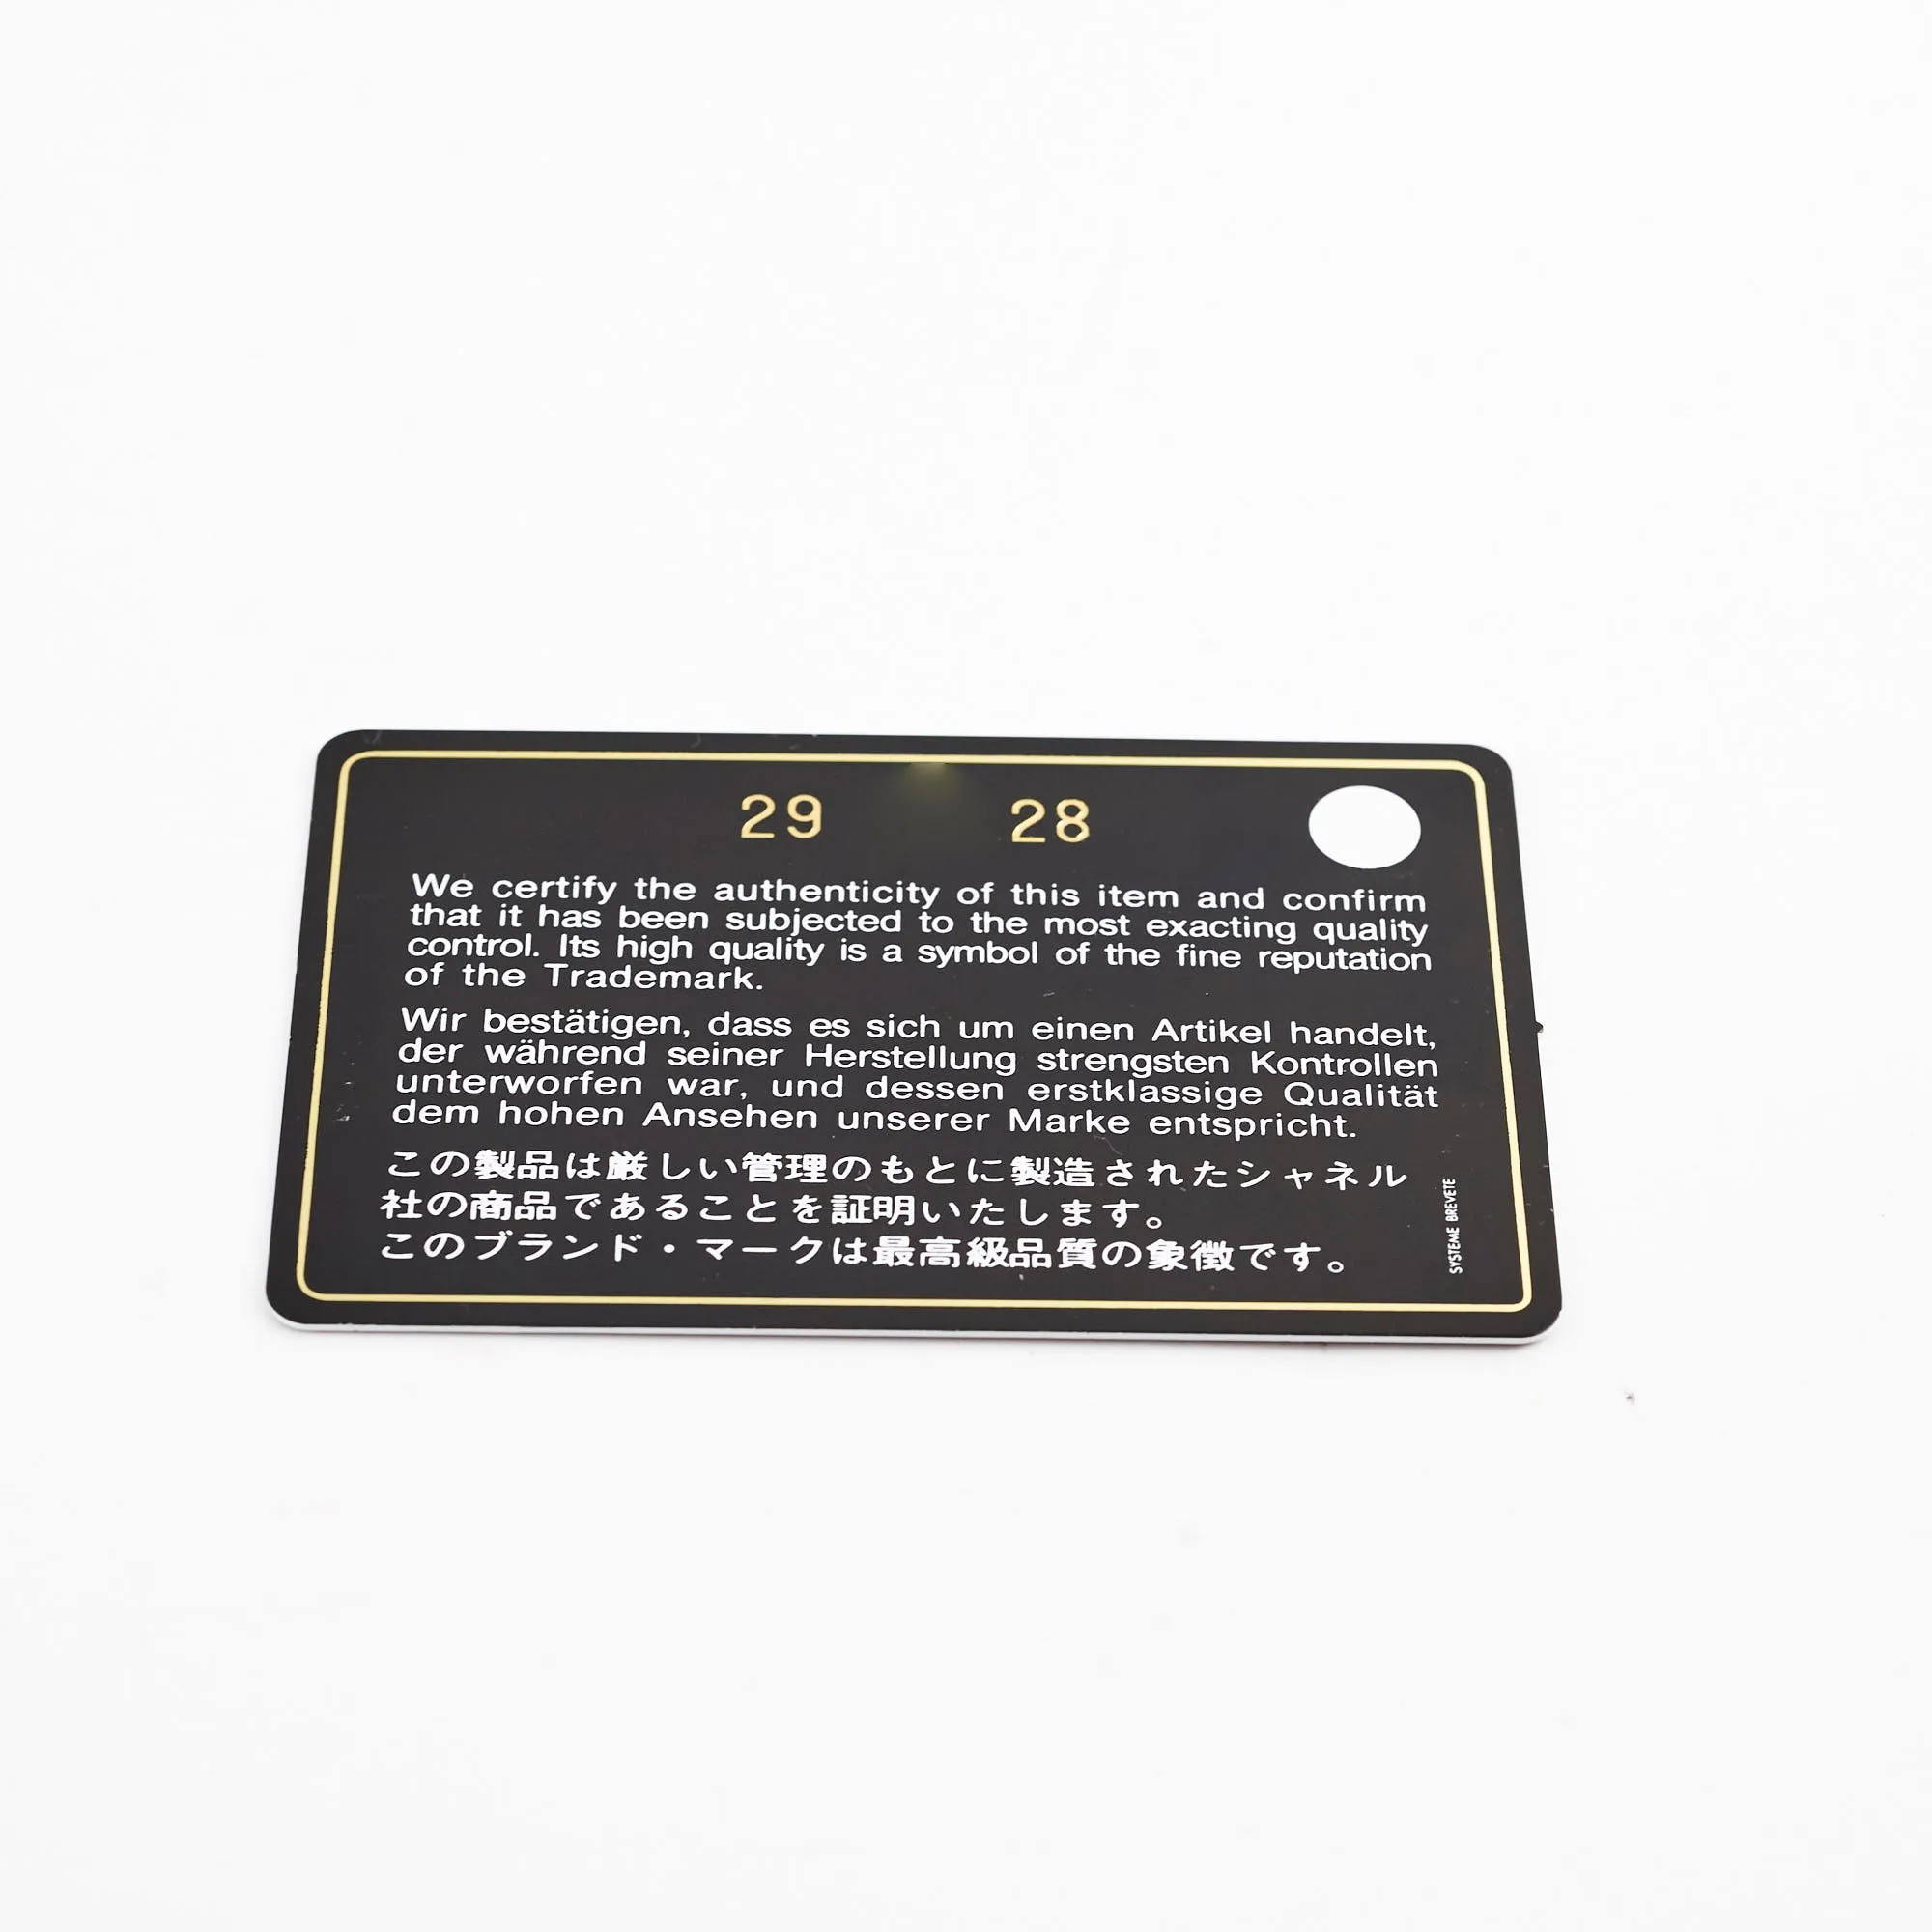 29 28
We certify the authenticity of this item and confirm
that it has been subjected to the most exacting quality
control. Its high quality is a symbol of the fine reputation
of the Trademark.
Wir bestätigen, dass es sich um einen Artikel handelt,
der während seiner Herstellung strengsten Kontrollen
unterworfen war, und dessen erstklassige Qualität
dem hohen Ansehen unserer Marke entspricht.
この製品は厳しい管理のもとに製造されたシャネル
社の商品であることを証明いたします。
このブランド・マークは最高級品質の象徴です。
SYSTEME BREVETE